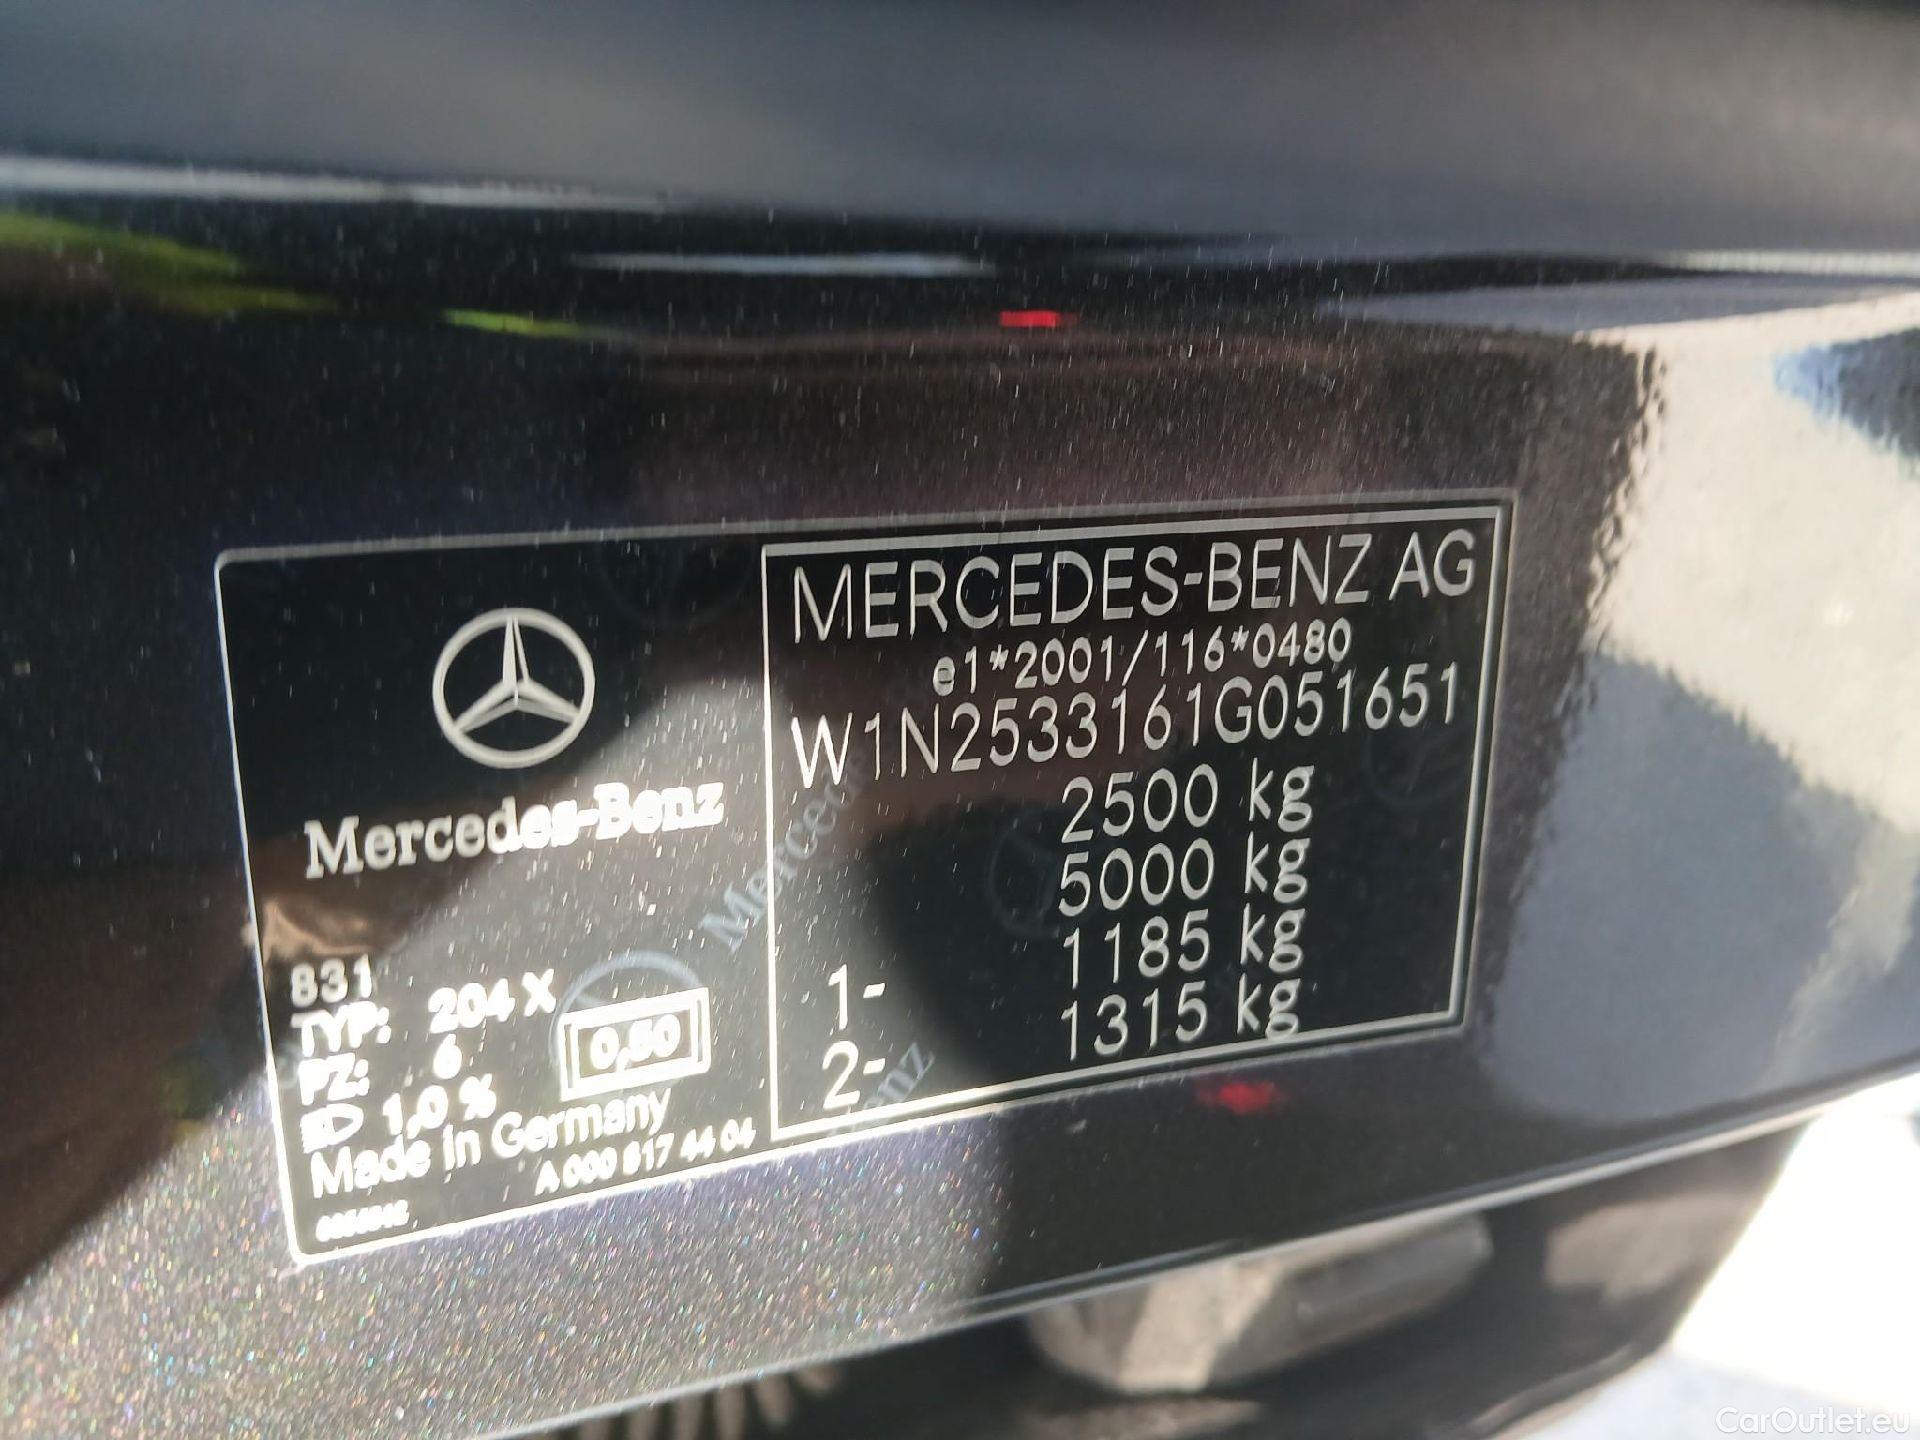 MERCEDES-BENZ AG
e1*2001/116*0480
W1N2533161G051651
2500 kg
5000 kg
1- 1185 kg
2- 1315 kg
Mercedes-Benz
831
TYP: 204 X
PZ: 6
0,50
1,0 %
Made in Germany
A 000 817 44 04
Mercedes-Benz
CarOutlet.eu